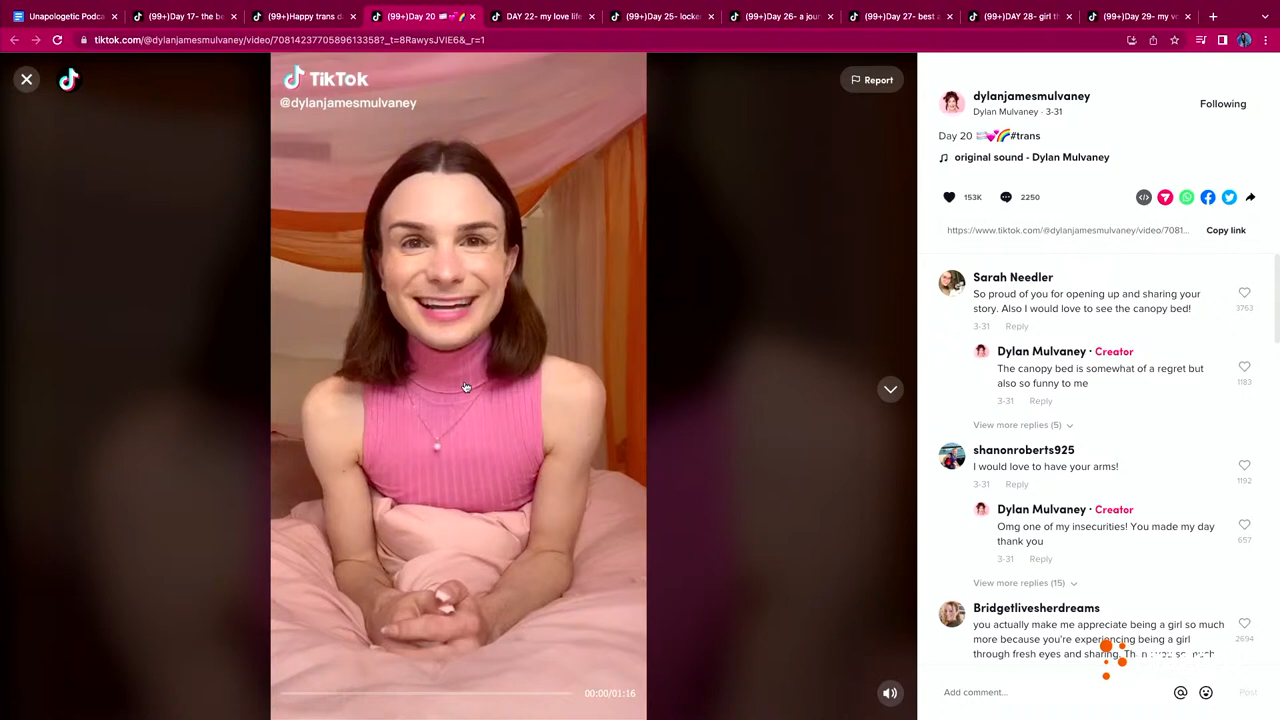 Unapologetic Podca
(99+)Day 17- the be
(99+)Happy trans da
(99+)Day 20
DAY 22- my love life
(99+)Day 25- locker
(99+)Day 26- a jour
(99+)Day 27- best a
(99+)DAY 28- girl th
(99+)Day 29- my vo
tiktok.com/@dylanjamesmulvaney/video/7081423770589613358?_t=8RawysJVIE6&_r=1
TikTok
@dylanjamesmulvaney
Report
00:00/01:16
dylanjamesmulvaney
Dylan Mulvaney · 3-31
Following
Day 20 #trans
original sound - Dylan Mulvaney
153K
2250
https://www.tiktok.com/@dylanjamesmulvaney/video/7081...
Copy link
Sarah Needler
So proud of you for opening up and sharing your
story. Also I would love to see the canopy bed!
3763
3-31 Reply
Dylan Mulvaney · Creator
The canopy bed is somewhat of a regret but
also so funny to me
1183
3-31 Reply
View more replies (5)
shanonroberts925
I would love to have your arms!
1192
3-31 Reply
Dylan Mulvaney · Creator
Omg one of my insecurities! You made my day
thank you
657
3-31 Reply
View more replies (15)
Bridgetlivesherdreams
you actually make me appreciate being a girl so much
more because you're experiencing being a girl
2694
through fresh eyes and sharing. Thank you so much
Add comment...
Post